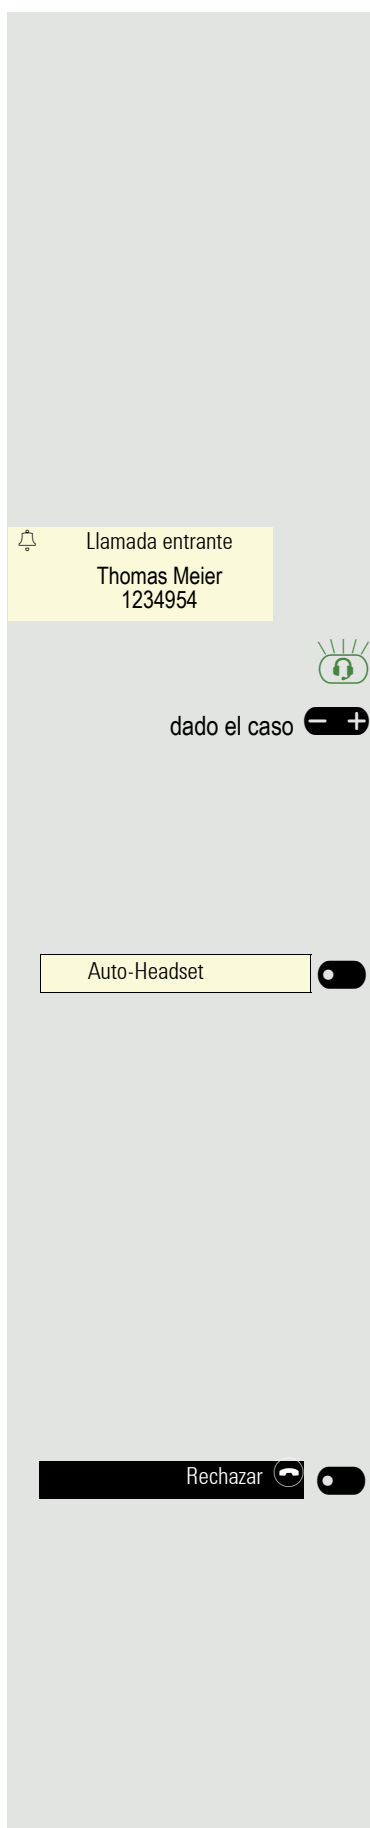 Llamada entrante
Thomas Meier
1234954
dado el caso
Auto-Headset
Rechazar